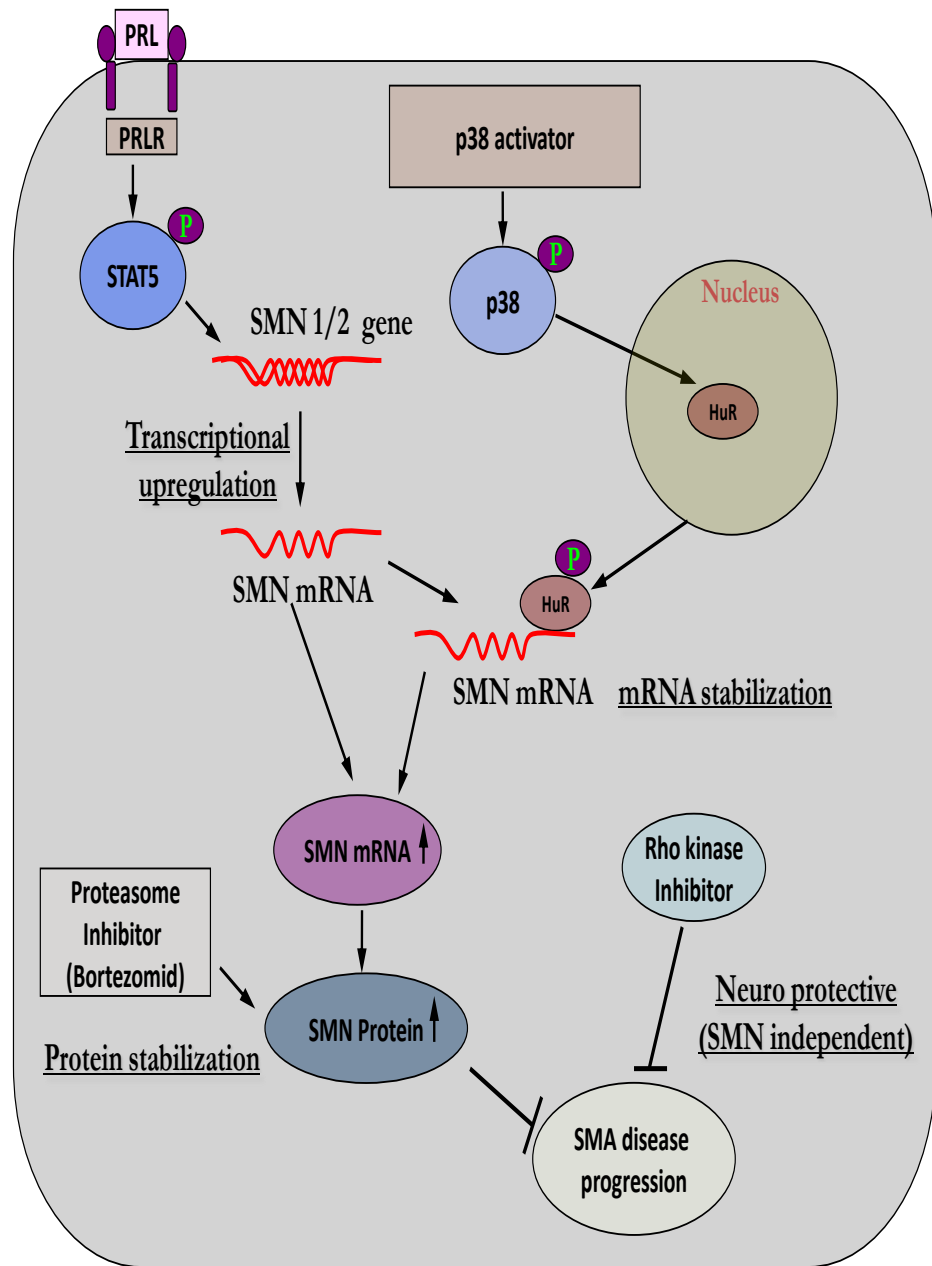 PRL
PRLR
p38 activator
P
STAT5
P
p38
Nucleus
HuR
SMN 1/2 gene
Transcriptional
upregulation
SMN mRNA
P
HuR
SMN mRNA mRNA stabilization
SMN mRNA
Rho kinase
Inhibitor
Proteasome
Inhibitor
(Bortezomid)
SMN Protein
Protein stabilization
Neuro protective
(SMN independent)
SMA disease
progression